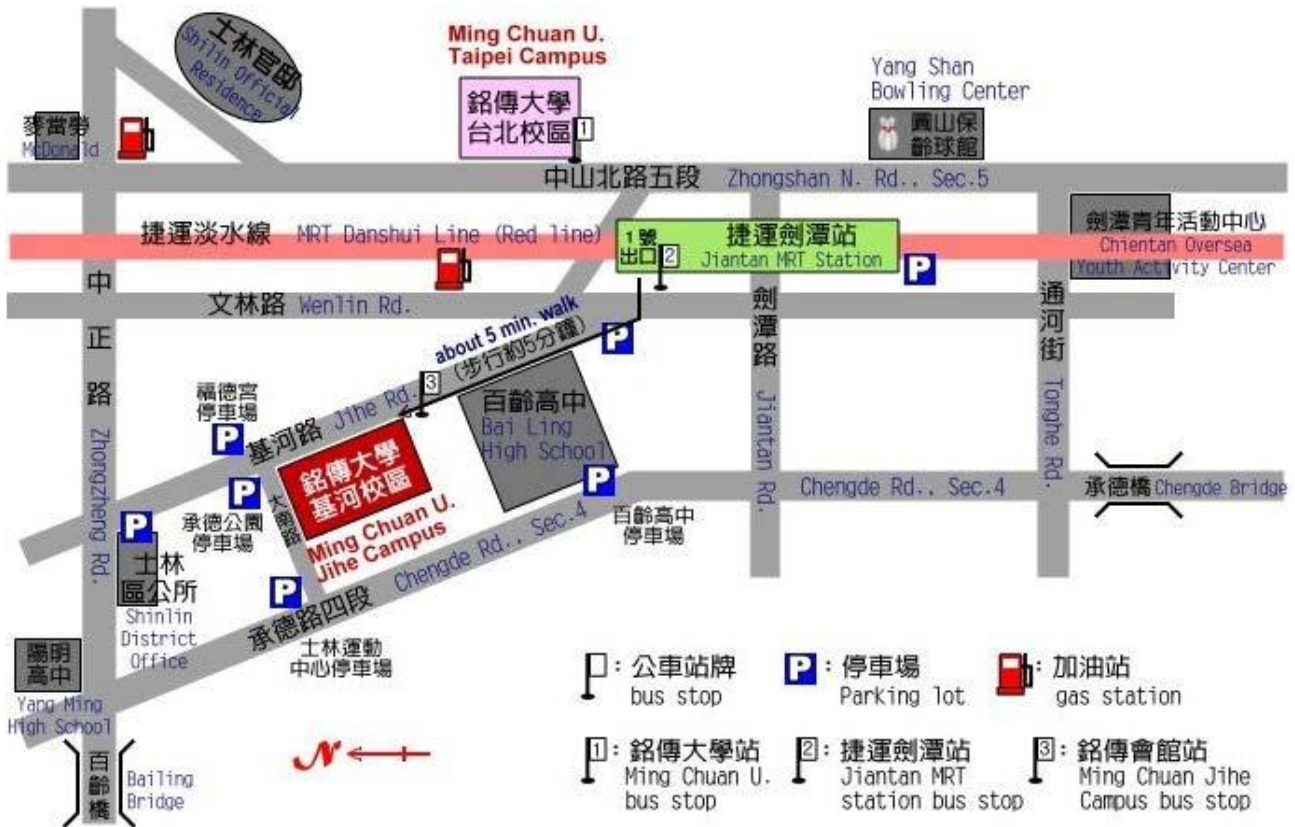 士林官邸
Shilin Official
Residence
Ming Chuan U.
Taipei Campus
銘傳大學
台北校區
1
Yang Shan
Bowling Center
圓山保
齡球館
麥當勞
McDonald
中山北路五段 Zhongshan N. Rd., Sec.5
捷運淡水線 MRT Danshui Line (Red line)
1號
出口
2
捷運劍潭站
Jiantan MRT Station
P
劍潭青年活動中心
Chientan Oversea
Youth Activity Center
文林路 Wenlin Rd.
中正路 Zhongzheng Rd.
about 5 min. walk
(步行約5分鐘)
P
劍潭路 Jiantan Rd.
通河街 Tonghe Rd.
福德宮
停車場
P
基河路 Jihe Rd.
3
百齡高中
Bai Ling
High School
P
百齡高中
停車場
銘傳大學
基河校區
Ming Chuan U.
Jihe Campus
大南路
P
承德公園
停車場
Chengde Rd., Sec.4
承德橋 Chengde Bridge
P
士林
區公所
Shinlin
District
Office
P
承德路四段 Chengde Rd., Sec.4
士林運動
中心停車場
陽明
高中
Yang Ming
High School
百齡橋
Bailing
Bridge
N
: 公車站牌
bus stop
P : 停車場
Parking lot
: 加油站
gas station
1 : 銘傳大學站
Ming Chuan U.
bus stop
2 : 捷運劍潭站
Jiantan MRT
station bus stop
3 : 銘傳會館站
Ming Chuan Jihe
Campus bus stop